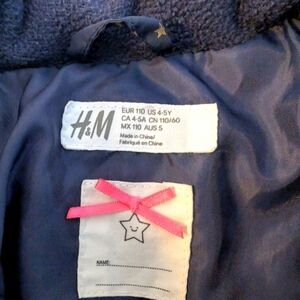 H&M
EUR 110 US 4-5Y
CA 4-5A CN 110/60
MX 110 AUS 5
Made in China/
Fabriqué en Chine
NAME: